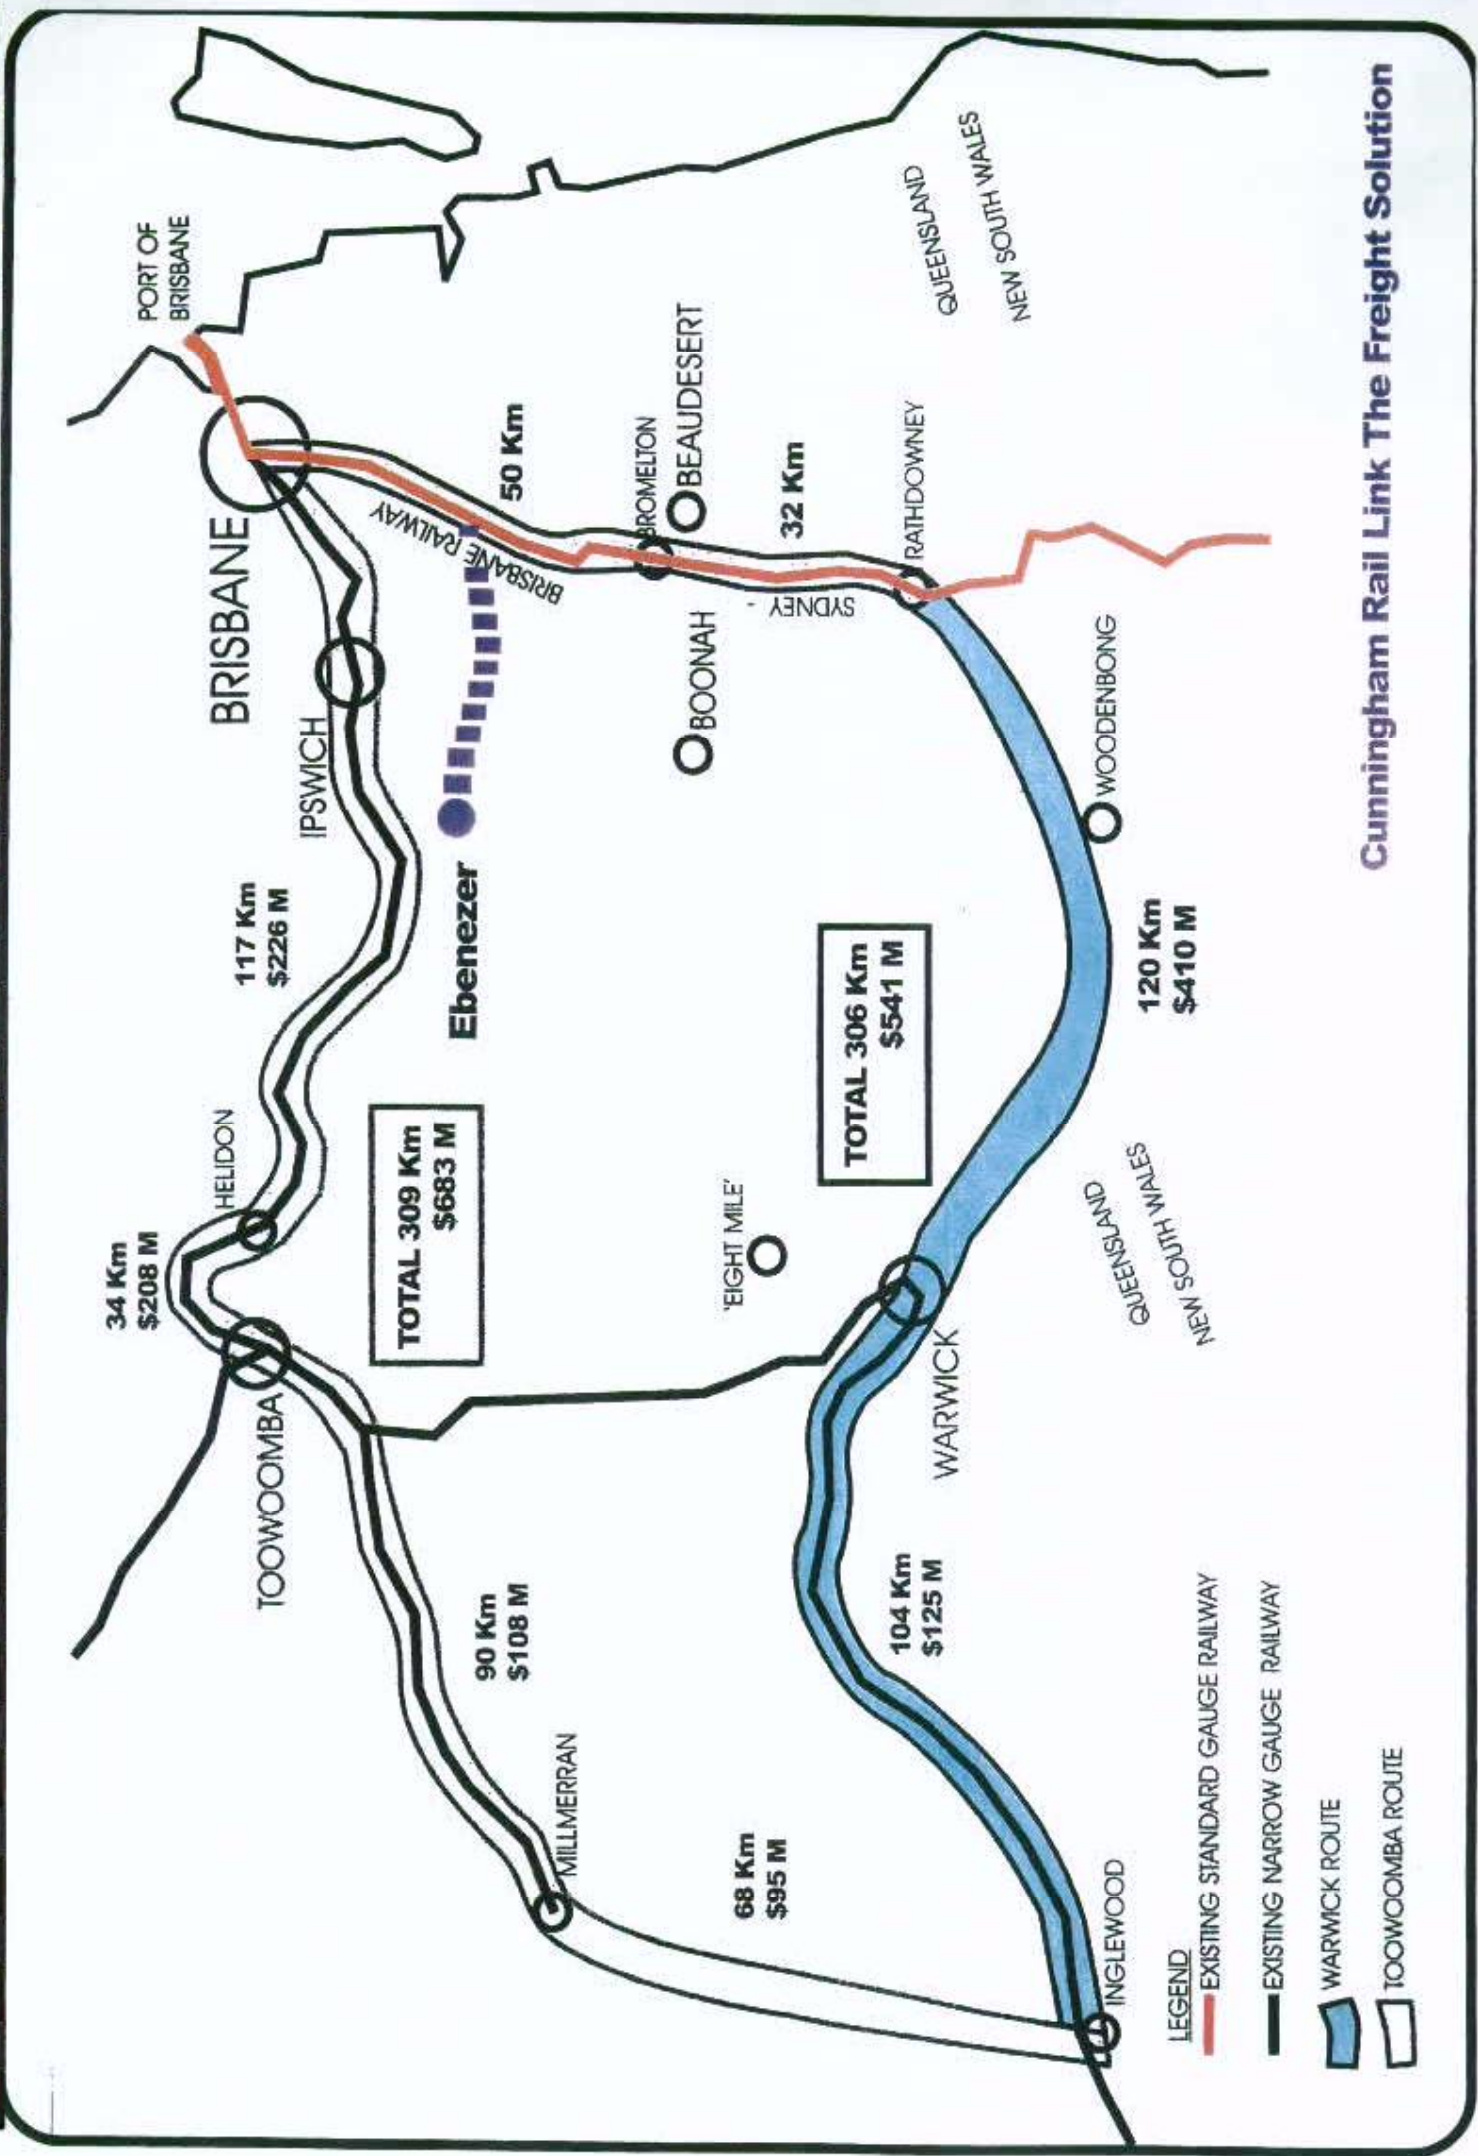 PORT OF
BRISBANE
BRISBANE
IPSWICH
117 Km
$226 M
HELIDON
34 Km
$208 M
TOOWOOMBA
TOTAL 309 Km
$683 M
Ebenezer
BRISBANE RAILWAY
50 Km
BROMELTON
BEAUDESERT
BOONAH
32 Km
SYDNEY
RATHDOWNEY
QUEENSLAND
NEW SOUTH WALES
90 Km
$108 M
MILLMERRAN
68 Km
$95 M
'EIGHT MILE'
TOTAL 306 Km
$541 M
WARWICK
WOODENBONG
120 Km
$410 M
104 Km
$125 M
QUEENSLAND
NEW SOUTH WALES
INGLEWOOD
LEGEND
EXISTING STANDARD GAUGE RAILWAY
EXISTING NARROW GAUGE RAILWAY
WARWICK ROUTE
TOOWOOMBA ROUTE
Cunningham Rail Link The Freight Solution